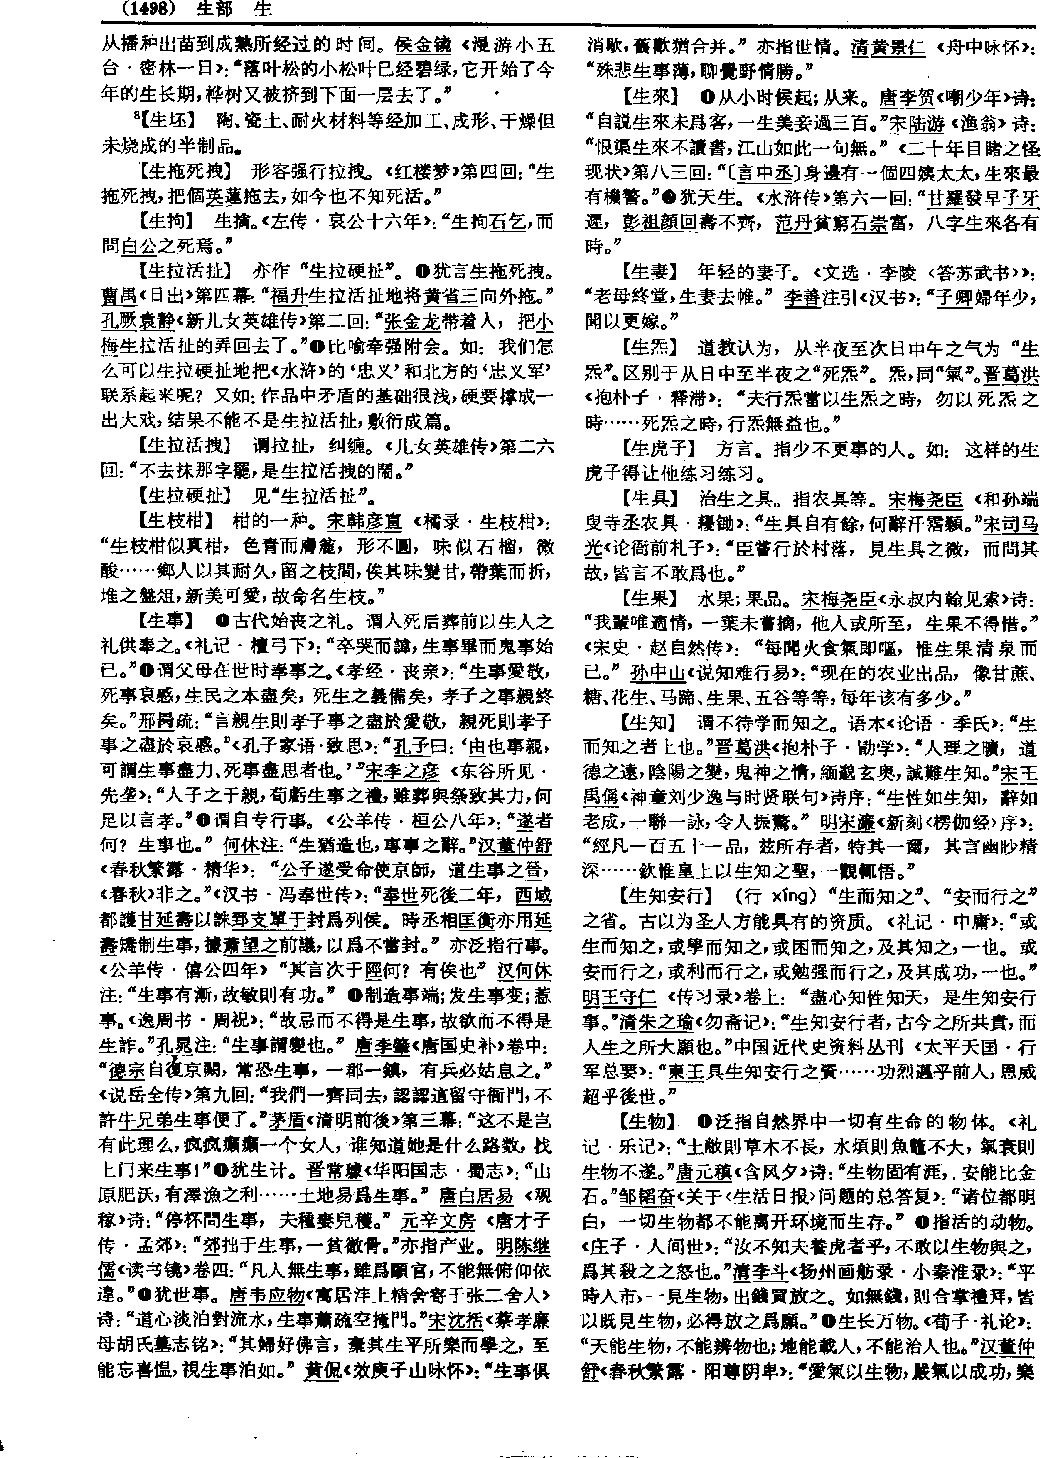 (1498) 生部 生
从播种出苗到成熟所经过的时间。侯金镜《漫游小五
台·密林一日》：“落叶松的小松叶已经碧绿，它开始了今
年的生长期，桦树又被挤到下面一层去了。”
⁸【生坯】 陶、瓷土、耐火材料等经加工、成形、干燥但
未烧成的半制品。
【生拖死拽】 形容强行拉拽。《红楼梦》第四回：“生
拖死拽，把個英蓮拖去，如今也不知死活。”
【生拘】 生擒。《左传·哀公十六年》：“生拘石乞，而
問白公之死焉。”
【生拉活扯】 亦作“生拉硬扯”。❶犹言生拖死拽。
曹禺《日出》第四幕：“福升生拉活扯地将黄省三向外拖。”
孔厥袁静《新儿女英雄传》第二回：“张金龙带着人，把小
梅生拉活扯的弄回去了。”❷比喻牵强附会。如：我们怎
么可以生拉硬扯地把《水浒》的‘忠义’和北方的‘忠义军’
联系起来呢？又如：作品中矛盾的基础很浅，硬要撑成一
出大戏，结果不能不是生拉活扯，敷衍成篇。
【生拉活拽】 谓拉扯，纠缠。《儿女英雄传》第二六
回：“不去抹那字罷，是生拉活拽的鬧。”
【生拉硬扯】 见“生拉活扯”。
【生枝柑】 柑的一种。宋韩彦直《橘录·生枝柑》：
“生枝柑似真柑，色青而膚麤，形不圓，味似石榴，微
酸……鄉人以其耐久，留之枝間，俟其味變甘，帶葉而折，
堆之盤俎，新美可愛，故命名生枝。”
【生事】 ❶古代始丧之礼。谓人死后葬前以生人之
礼供奉之。《礼记·檀弓下》：“卒哭而諱，生事畢而鬼事始
已。”❷谓父母在世时奉事之。《孝经·丧亲》：“生事愛敬，
死事哀慼，生民之本盡矣，死生之義備矣，孝子之事親終
矣。”邢昺疏：“言親生則孝子事之盡於愛敬，親死則孝子
事之盡於哀慼。”《孔子家语·致思》：“孔子曰：‘由也事親，
可謂生事盡力、死事盡思者也。’”宋李之彦《东谷所见·
先垄》：“人子之于親，苟虧生事之禮，雖葬與祭致其力，何
足以言孝。”❸谓自专行事。《公羊传·桓公八年》：“遂者
何？生事也。”何休注：“生猶造也，專事之辭。”汉董仲舒
《春秋繁露·精华》：“公子遂受命使京師，道生事之晉，
《春秋》非之。”《汉书·冯奉世传》：“奉世死後二年，西域
都護甘延壽以誅郅支單于封爲列侯。時丞相匡衡亦用延
壽矯制生事，據蕭望之前議，以爲不當封。”亦泛指行事。
《公羊传·僖公四年》“其言次于陘何？有俟也”汉何休
注：“生事有漸，故敏則有功。”❹制造事端；发生事变；惹
事。《逸周书·周祝》：“故忌而不得是生事，故欲而不得是
生詐。”孔晁注：“生事謂變也。”唐李肇《唐国史补》卷中：
“德宗自復京闕，常恐生事，一郡一鎮，有兵必姑息之。”
《说岳全传》第九回：“我們一齊同去，認認這留守衙門，不
許牛兄弟生事便了。”茅盾《清明前後》第三幕：“这不是岂
有此理么，疯疯癫癫一个女人，谁知道她是什么路数，找
上门来生事！”❺犹生计。晋常璩《华阳国志·蜀志》：“山
原肥沃，有澤漁之利……土地易爲生事。”唐白居易《观
稼》诗：“停杯問生事，夫種妻兒穫。”元辛文房《唐才子
传·孟郊》：“郊拙于生事，一貧徹骨。”亦指产业。明陈继
儒《读书镜》卷四：“凡人無生事，雖爲顯官，不能無俯仰依
違。”❻犹世事。唐韦应物《寓居沣上精舍寄于张二舍人》
诗：“道心淡泊對流水，生事蕭疏空掩門。”宋沈括《蔡孝廉
母胡氏墓志铭》：“其婦好佛言，棄其生平所樂而學之，至
能忘喜愠，視生事泊如。”黄侃《效庾子山咏怀》：“生事俱
消歇，舊歡猶合并。”亦指世情。清黄景仁《舟中咏怀》：
“殊悲生事薄，聊覺野情勝。”
【生來】 ❶从小时候起；从来。唐李贺《嘲少年》诗：
“自説生來未爲客，一生美妾過三百。”宋陆游《渔翁》诗：
“恨渠生來不讀書，江山如此一句無。”《二十年目睹之怪
现状》第八三回：“〔言中丞〕身邊有一個四姨太太，生來最
有機警。”❷犹天生。《水浒传》第六一回：“甘羅發早子牙
遲，彭祖顔回壽不齊，范丹貧窮石崇富，八字生來各有
時。”
【生妻】 年轻的妻子。《文选·李陵〈答苏武书〉》：
“老母终堂，生妻去帷。”李善注引《汉书》：“子卿婦年少，
聞以更嫁。”
【生炁】 道教认为，从半夜至次日中午之气为“生
炁”。区别于从日中至半夜之“死炁”。炁，同“氣”。晋葛洪
《抱朴子·释滞》：“夫行炁當以生炁之時，勿以死炁之
時……死炁之時，行炁無益也。”
【生虎子】 方言。指少不更事的人。如：这样的生
虎子得让他练习练习。
【生具】 治生之具。指农具等。宋梅尧臣《和孙端
叟寺丞农具·耰锄》：“生具自有餘，何辭汗霑顙。”宋司马
光《论衙前札子》：“臣嘗行於村落，見生具之微，而問其
故，皆言不敢爲也。”
【生果】 水果；果品。宋梅尧臣《永叔内翰见索》诗：
“我輩唯適情，一葉未嘗摘，他人或所至，生果不得惜。”
《宋史·赵自然传》：“每聞火食氣即嘔，惟生果清泉而
已。”孙中山《说知难行易》：“现在的农业出品，像甘蔗、
糖、花生、马蹄、生果、五谷等等，每年该有多少。”
【生知】 谓不待学而知之。语本《论语·季氏》：“生
而知之者上也。”晋葛洪《抱朴子·勖学》：“人理之曠，道
德之遠，陰陽之變，鬼神之情，緬邈玄奥，誠難生知。”宋王
禹偁《神童刘少逸与时贤联句》诗序：“生性如生知，辭如
老成，一聯一詠，令人振驚。”明宋濂《新刻〈楞伽经〉序》：
“經凡一百五十一品，兹所存者，特其一爾，其言幽眇精
深……欽惟皇上以生知之聖，一觀輒悟。”
【生知安行】 （行 xíng）“生而知之”、“安而行之”
之省。古以为圣人方能具有的资质。《礼记·中庸》：“或
生而知之，或學而知之，或困而知之，及其知之，一也。或
安而行之，或利而行之，或勉强而行之，及其成功，一也。”
明王守仁《传习录》卷上：“盡心知性知天，是生知安行
事。”清朱之瑜《勿斋记》：“生知安行者，古今之所共貴，而
人生之所大願也。”中国近代史资料丛刊《太平天国·行
军总要》：“東王具生知安行之資……功烈邁乎前人，恩威
超乎後世。”
【生物】 ❶泛指自然界中一切有生命的物体。《礼
记·乐记》：“土敝則草木不長，水煩則魚鼈不大，氣衰則
生物不遂。”唐元稹《含风夕》诗：“生物固有涯，安能比金
石。”邹韬奋《关于〈生活日报〉问题的总答复》：“诸位都明
白，一切生物都不能离开环境而生存。”❷指活的动物。
《庄子·人间世》：“汝不知夫養虎者乎，不敢以生物與之，
爲其殺之之怒也。”清李斗《扬州画舫录·小秦淮录》：“平
時入市，一見生物，出錢買放之。如無錢，則合掌禮拜，皆
以既見生物，必得放之爲願。”❸生长万物。《荀子·礼论》：
“天能生物，不能辨物也；地能載人，不能治人也。”汉董仲
舒《春秋繁露·阳尊阴卑》：“愛氣以生物，嚴氣以成功，樂